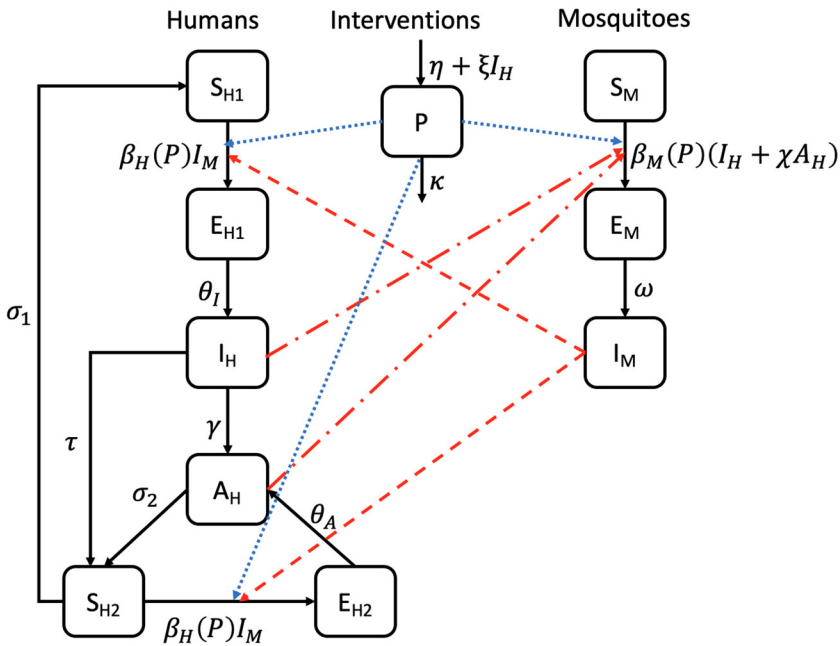 Humans Interventions Mosquitoes
η + ξI_H
S_H1 P S_M
β_H(P)I_M β_M(P)(I_H + χA_H)
κ
E_H1 E_M
θ_I ω
σ_1
I_H I_M
τ γ
A_H
σ_2 θ_A
S_H2 E_H2
β_H(P)I_M